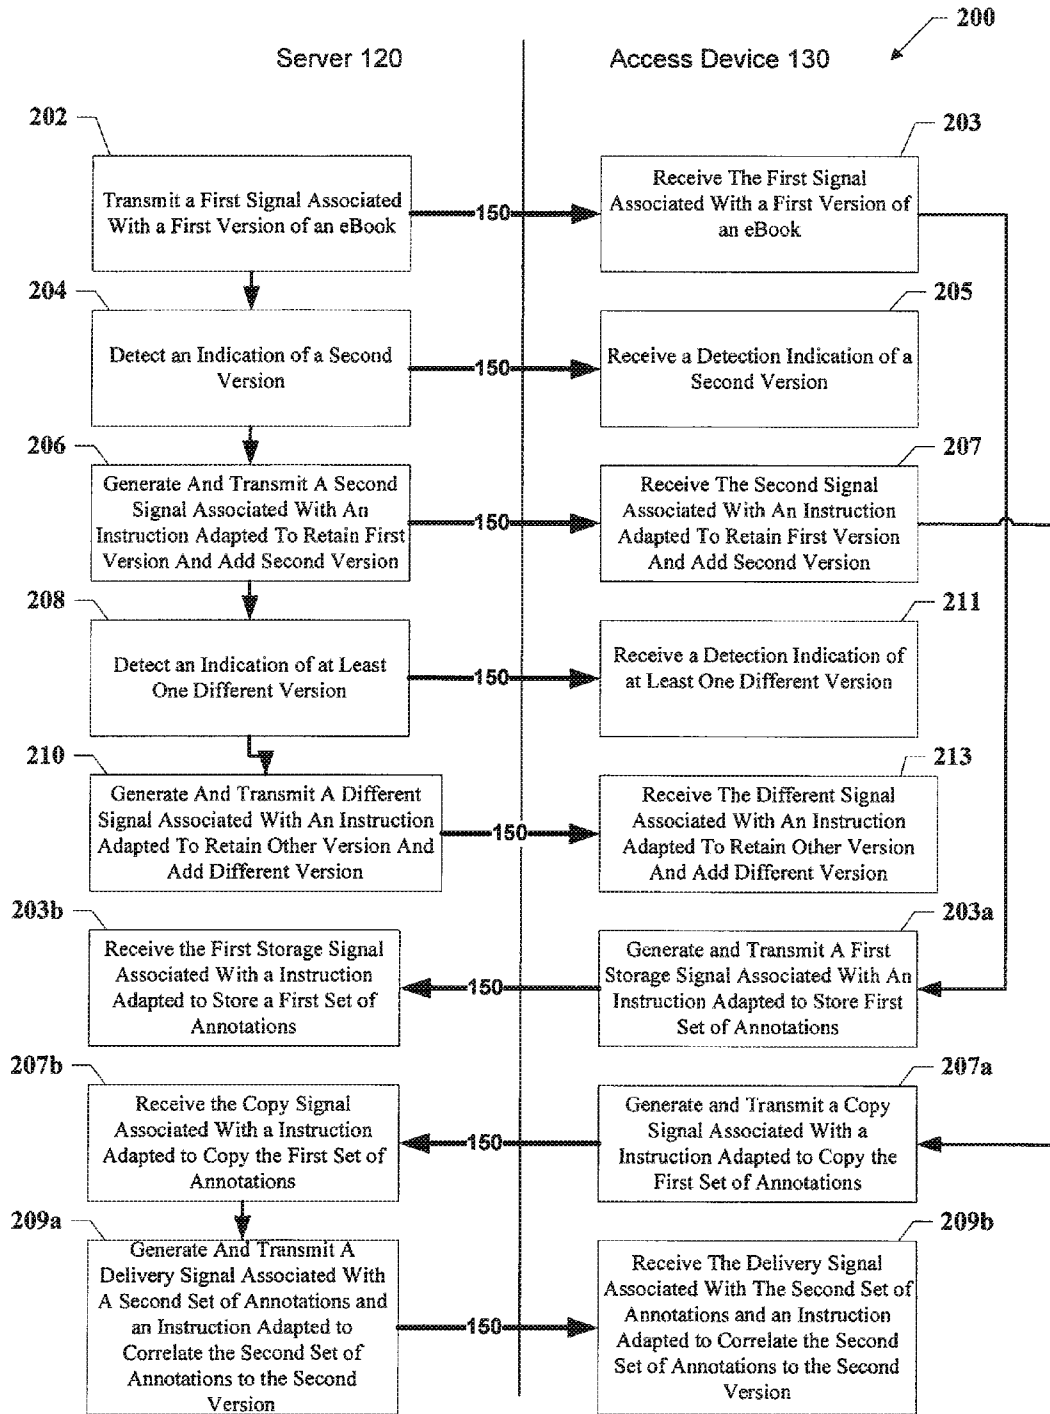 200
Server 120
Access Device 130
202
203
Transmit a First Signal Associated
With a First Version of an eBook
150
Receive The First Signal
Associated With a First Version of
an eBook
204
205
Detect an Indication of a Second
Version
150
Receive a Detection Indication of a
Second Version
206
207
Generate And Transmit A Second
Signal Associated With An
Instruction Adapted To Retain First
Version And Add Second Version
150
Receive The Second Signal
Associated With An Instruction
Adapted To Retain First Version
And Add Second Version
208
211
Detect an Indication of at Least
One Different Version
150
Receive a Detection Indication of
at Least One Different Version
210
213
Generate And Transmit A Different
Signal Associated With An Instruction
Adapted To Retain Other Version And
Add Different Version
150
Receive The Different Signal
Associated With An Instruction
Adapted To Retain Other Version
And Add Different Version
203b
203a
Receive the First Storage Signal
Associated With a Instruction
Adapted to Store a First Set of
Annotations
150
Generate and Transmit A First
Storage Signal Associated With An
Instruction Adapted to Store First
Set of Annotations
207b
207a
Receive the Copy Signal
Associated With a Instruction
Adapted to Copy the First Set of
Annotations
150
Generate and Transmit a Copy
Signal Associated With a
Instruction Adapted to Copy the
First Set of Annotations
209a
209b
Generate And Transmit A
Delivery Signal Associated With
A Second Set of Annotations and
an Instruction Adapted to
Correlate the Second Set of
Annotations to the Second
Version
150
Receive The Delivery Signal
Associated With The Second Set of
Annotations and an Instruction
Adapted to Correlate the Second
Set of Annotations to the Second
Version